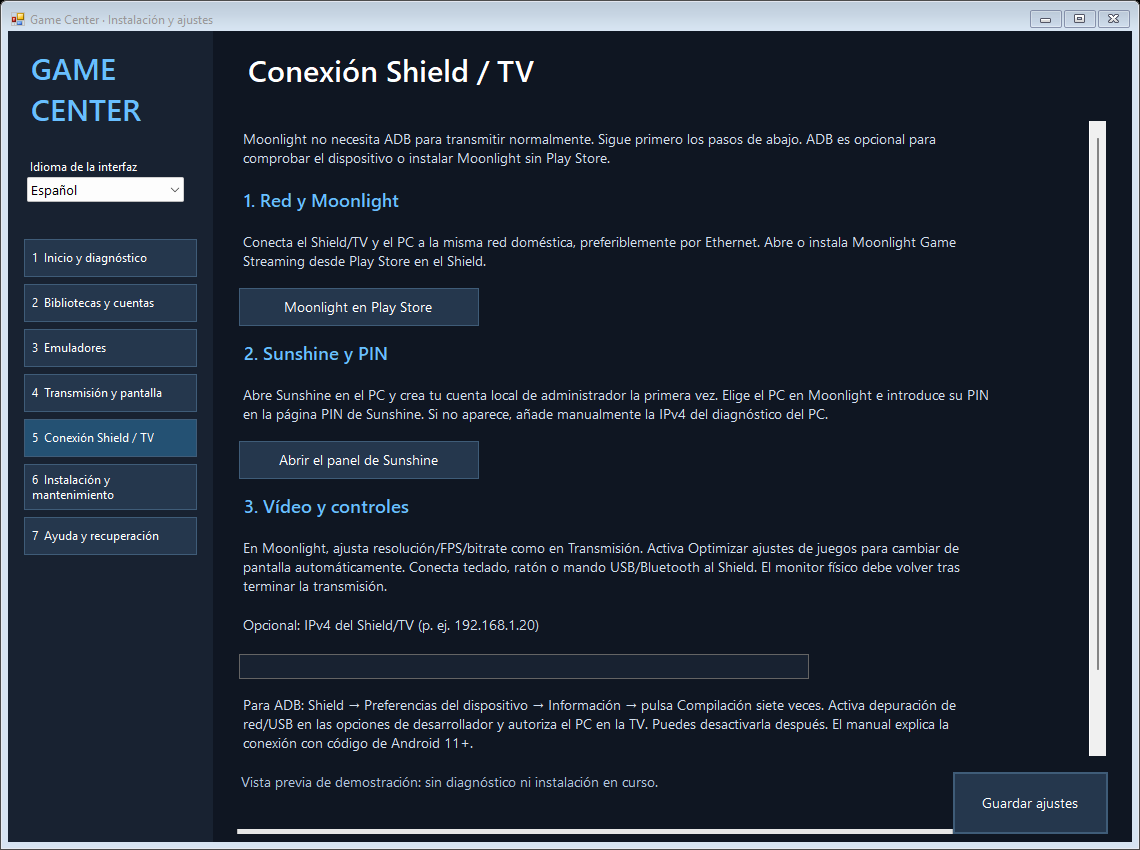 Game Center · Instalación y ajustes
GAME
CENTER
Idioma de la interfaz
Español
1 Inicio y diagnóstico
2 Bibliotecas y cuentas
3 Emuladores
4 Transmisión y pantalla
5 Conexión Shield / TV
6 Instalación y
mantenimiento
7 Ayuda y recuperación
Conexión Shield / TV
Moonlight no necesita ADB para transmitir normalmente. Sigue primero los pasos de abajo. ADB es opcional para
comprobar el dispositivo o instalar Moonlight sin Play Store.
1. Red y Moonlight
Conecta el Shield/TV y el PC a la misma red doméstica, preferiblemente por Ethernet. Abre o instala Moonlight Game
Streaming desde Play Store en el Shield.
Moonlight en Play Store
2. Sunshine y PIN
Abre Sunshine en el PC y crea tu cuenta local de administrador la primera vez. Elige el PC en Moonlight e introduce su PIN
en la página PIN de Sunshine. Si no aparece, añade manualmente la IPv4 del diagnóstico del PC.
Abrir el panel de Sunshine
3. Vídeo y controles
En Moonlight, ajusta resolución/FPS/bitrate como en Transmisión. Activa Optimizar ajustes de juegos para cambiar de
pantalla automáticamente. Conecta teclado, ratón o mando USB/Bluetooth al Shield. El monitor físico debe volver tras
terminar la transmisión.
Opcional: IPv4 del Shield/TV (p. ej. 192.168.1.20)
Para ADB: Shield → Preferencias del dispositivo → Información → pulsa Compilación siete veces. Activa depuración de
red/USB en las opciones de desarrollador y autoriza el PC en la TV. Puedes desactivarla después. El manual explica la
conexión con código de Android 11+.
Vista previa de demostración: sin diagnóstico ni instalación en curso.
Guardar ajustes